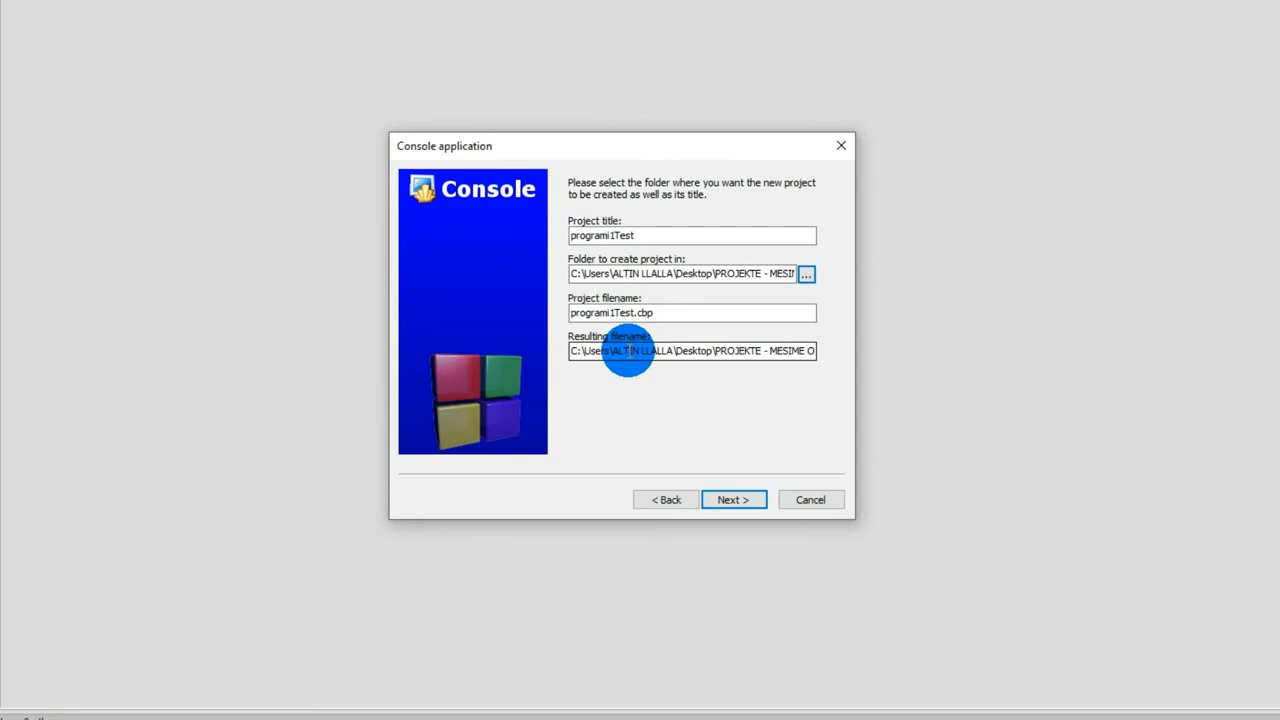 Console application
Console
Please select the folder where you want the new project
to be created as well as its title.
Project title:
programi1Test
Folder to create project in:
C:\Users\ALTIN LLALLA\Desktop\PROJEKTE - MESIM
...
Project filename:
programi1Test.cbp
Resulting filename:
C:\Users\ALTIN LLALLA\Desktop\PROJEKTE - MESIME O
< Back
Next >
Cancel